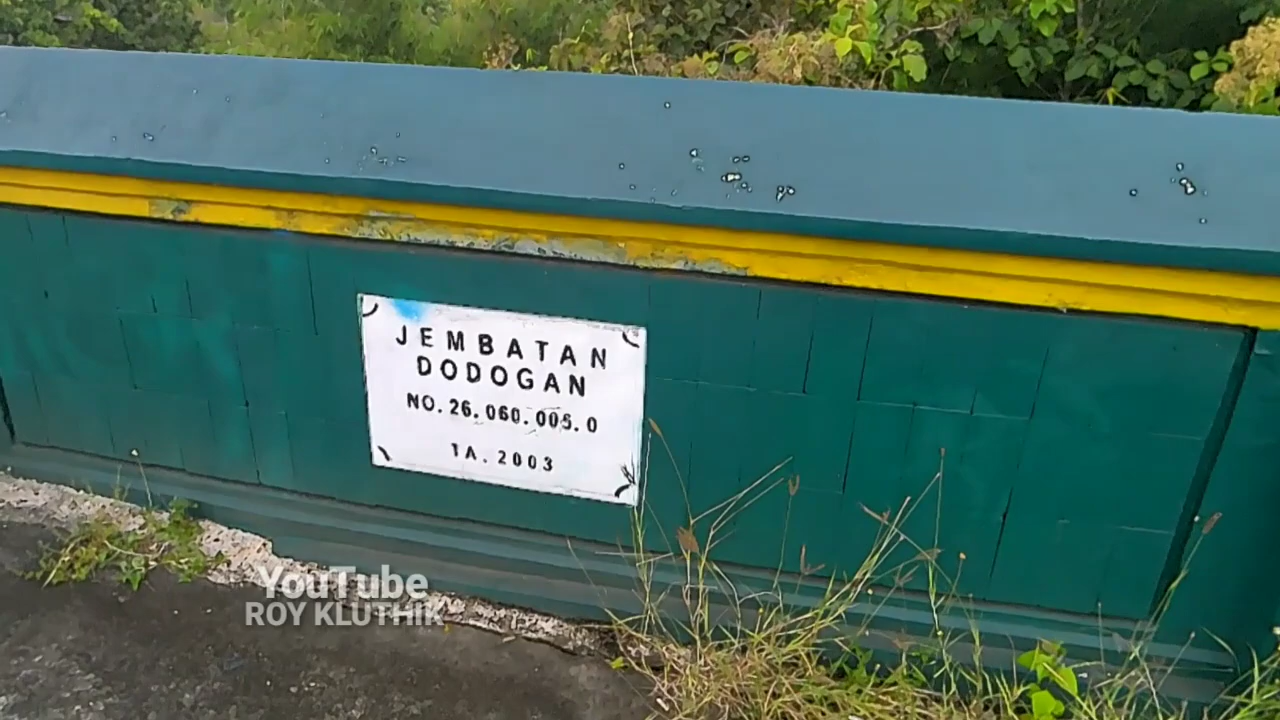 JEMBATAN
DODOGAN
NO. 26.060.005.0
TA. 2003
YouTube
ROY KLUTHIK